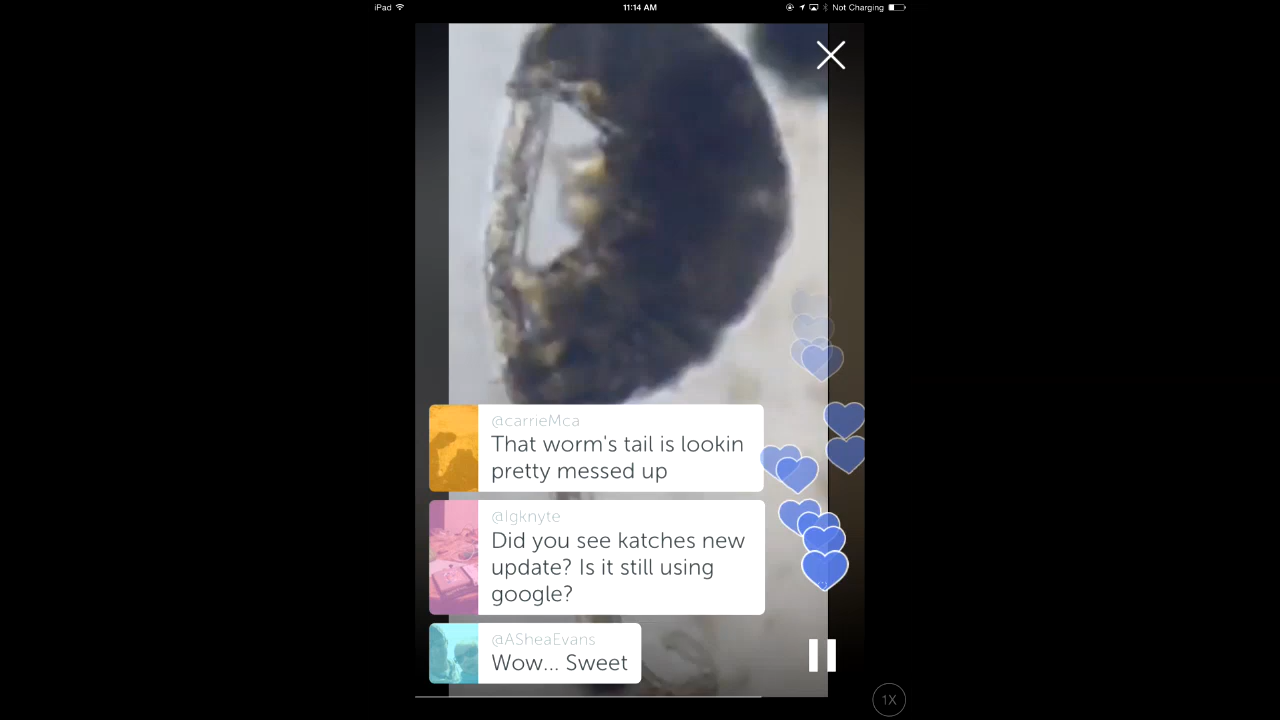 iPad 11:14 AM Not Charging
@carrieMca
That worm's tail is lookin
pretty messed up
@lgknyte
Did you see katches new
update? Is it still using
google?
@ASheaEvans
Wow... Sweet
1X